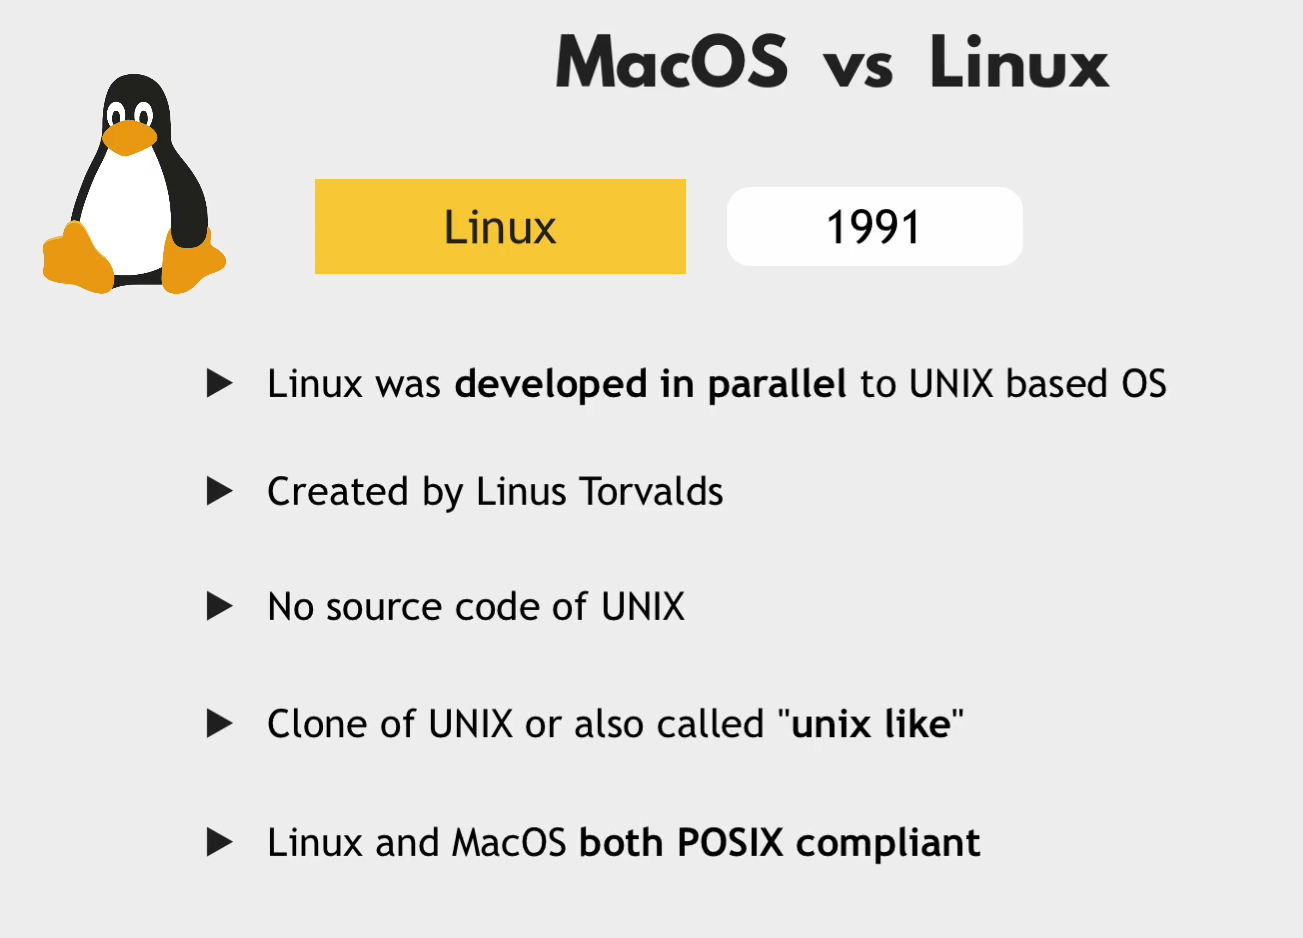 MacOS vs Linux
Linux
1991
Linux was developed in parallel to UNIX based OS
Created by Linus Torvalds
No source code of UNIX
Clone of UNIX or also called "unix like"
Linux and MacOS both POSIX compliant